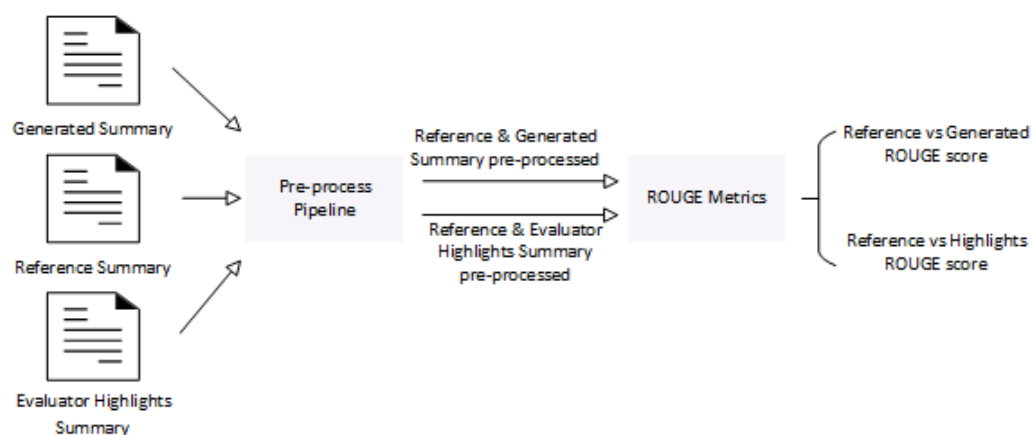 Generated Summary
Reference Summary
Evaluator Highlights
Summary
Pre-process
Pipeline
Reference & Generated
Summary pre-processed
Reference & Evaluator
Highlights Summary
pre-processed
ROUGE Metrics
Reference vs Generated
ROUGE score
Reference vs Highlights
ROUGE score